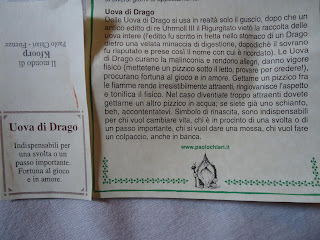 Uova di Drago
Delle Uova di Drago si usa in realtà solo il guscio, dopo che un
antico edito di re Uhrmcill III il Rigurgitato vietò la raccolta delle
uova intere (l'editto fu scritto in fretta nello stomaco di un Drago
dietro una velata minaccia di digestione, dopodiché il sovrano
fu risputato e prese anche il nome con cui è ricordato). Le Uova
di Drago curano la malinconia e rendono allegri, danno vigore
fisico (mettetene un pizzico sotto il letto, provare per credere!),
procurano fortuna al gioco e in amore. Gettarne un pizzico fra
le fiamme rende irresistibilmente attraenti, ringiovanisce l'aspetto
e tonifica il fisico. Nel caso diventiate troppo attraenti dovete
gettarne un altro pizzico in acqua; se siete già uno schianto,
beh, accontentatevi. Simbolo di rinascita, sono indispensabili
per chi vuol cambiare vita, chi è in procinto di una svolta o di
un passo importante, chi si vuol dare una mossa, chi vuol fare
un colpaccio, anche in banca.
www.paolochiari.it
Il mondo di
Kloorp
Paolo Chiari - Firenze
Uova di Drago
Indispensabili per
una svolta o un
passo importante.
Fortuna al gioco
e in amore.